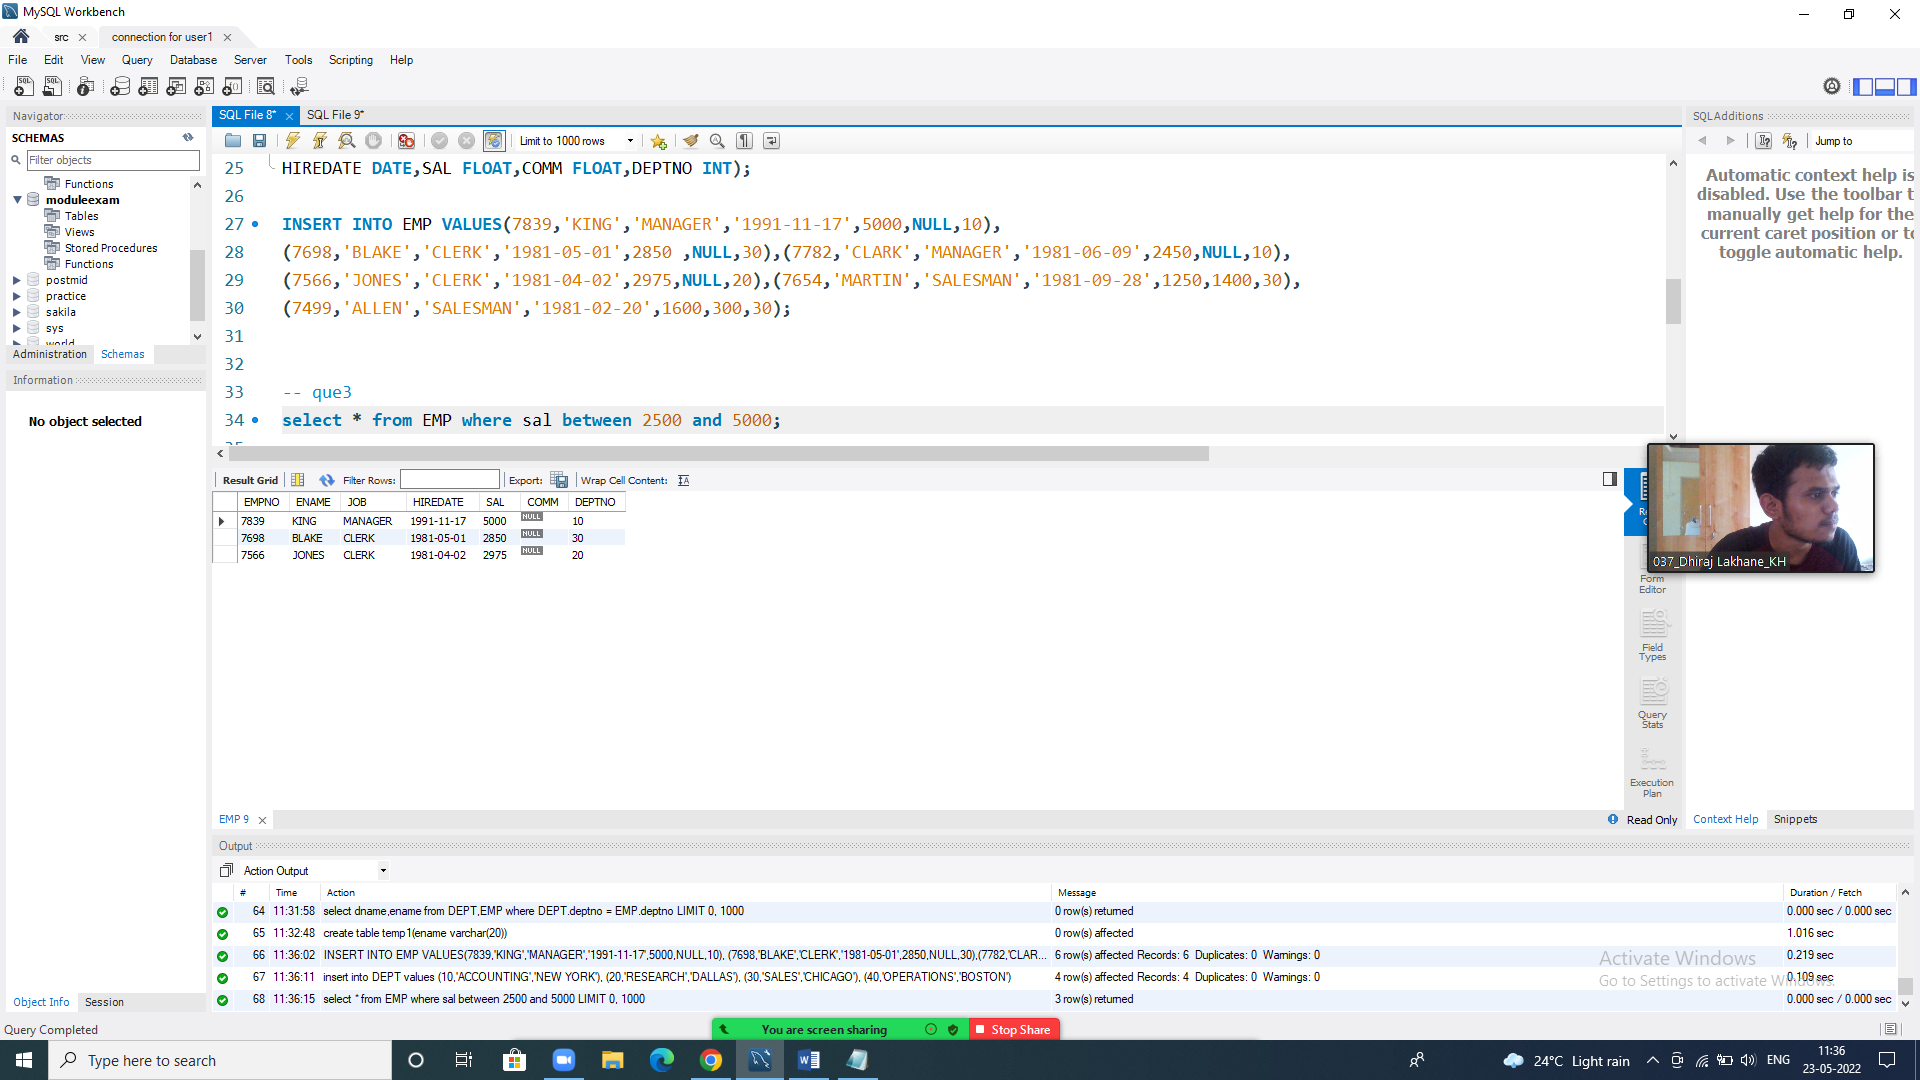 MySQL Workbench
src
connection for user1
File Edit View Query Database Server Tools Scripting Help
Navigator
SCHEMAS
Filter objects
Functions
moduleexam
Tables
Views
Stored Procedures
Functions
postmid
practice
sakila
sys
world
Administration Schemas
Information
No object selected
Object Info Session
SQL File 8* SQL File 9*
Limit to 1000 rows
25 HIREDATE DATE,SAL FLOAT,COMM FLOAT,DEPTNO INT);
26
27 INSERT INTO EMP VALUES(7839,'KING','MANAGER','1991-11-17',5000,NULL,10),
28 (7698,'BLAKE','CLERK','1981-05-01',2850 ,NULL,30),(7782,'CLARK','MANAGER','1981-06-09',2450,NULL,10),
29 (7566,'JONES','CLERK','1981-04-02',2975,NULL,20),(7654,'MARTIN','SALESMAN','1981-09-28',1250,1400,30),
30 (7499,'ALLEN','SALESMAN','1981-02-20',1600,300,30);
31
32
33 -- que3
34 select * from EMP where sal between 2500 and 5000;
Result Grid Filter Rows: Export: Wrap Cell Content:
EMPNO ENAME JOB HIREDATE SAL COMM DEPTNO
7839 KING MANAGER 1991-11-17 5000 NULL 10
7698 BLAKE CLERK 1981-05-01 2850 NULL 30
7566 JONES CLERK 1981-04-02 2975 NULL 20
Form
Editor
Field
Types
Query
Stats
Execution
Plan
EMP 9
Read Only
SQLAdditions
Jump to
Automatic context help is
disabled. Use the toolbar t
manually get help for the
current caret position or to
toggle automatic help.
037_Dhiraj Lakhane_KH
Context Help Snippets
Output
Action Output
# Time Action Message Duration / Fetch
64 11:31:58 select dname,ename from DEPT,EMP where DEPT.deptno = EMP.deptno LIMIT 0, 1000 0 row(s) returned 0.000 sec / 0.000 sec
65 11:32:48 create table temp1(ename varchar(20)) 0 row(s) affected 1.016 sec
66 11:36:02 INSERT INTO EMP VALUES(7839,'KING','MANAGER','1991-11-17',5000,NULL,10), (7698,'BLAKE','CLERK','1981-05-01',2850,NULL,30),(7782,'CLAR... 6 row(s) affected Records: 6 Duplicates: 0 Warnings: 0 0.219 sec
67 11:36:11 insert into DEPT values (10,'ACCOUNTING','NEW YORK'), (20,'RESEARCH','DALLAS'), (30,'SALES','CHICAGO'), (40,'OPERATIONS','BOSTON') 4 row(s) affected Records: 4 Duplicates: 0 Warnings: 0 0.109 sec
68 11:36:15 select * from EMP where sal between 2500 and 5000 LIMIT 0, 1000 3 row(s) returned 0.000 sec / 0.000 sec
Activate Windows
Go to Settings to activate Windows.
Query Completed
You are screen sharing Stop Share
Type here to search
24°C Light rain
ENG
11:36
23-05-2022